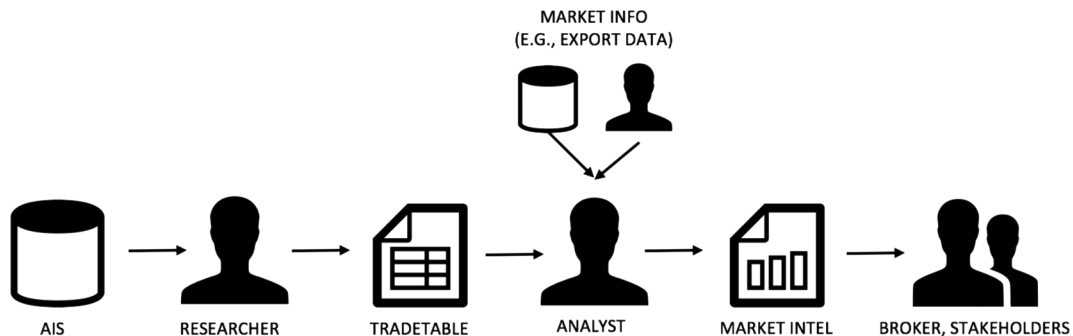 MARKET INFO
(E.G., EXPORT DATA)
AIS
RESEARCHER
TRADETABLE
ANALYST
MARKET INTEL
BROKER, STAKEHOLDERS